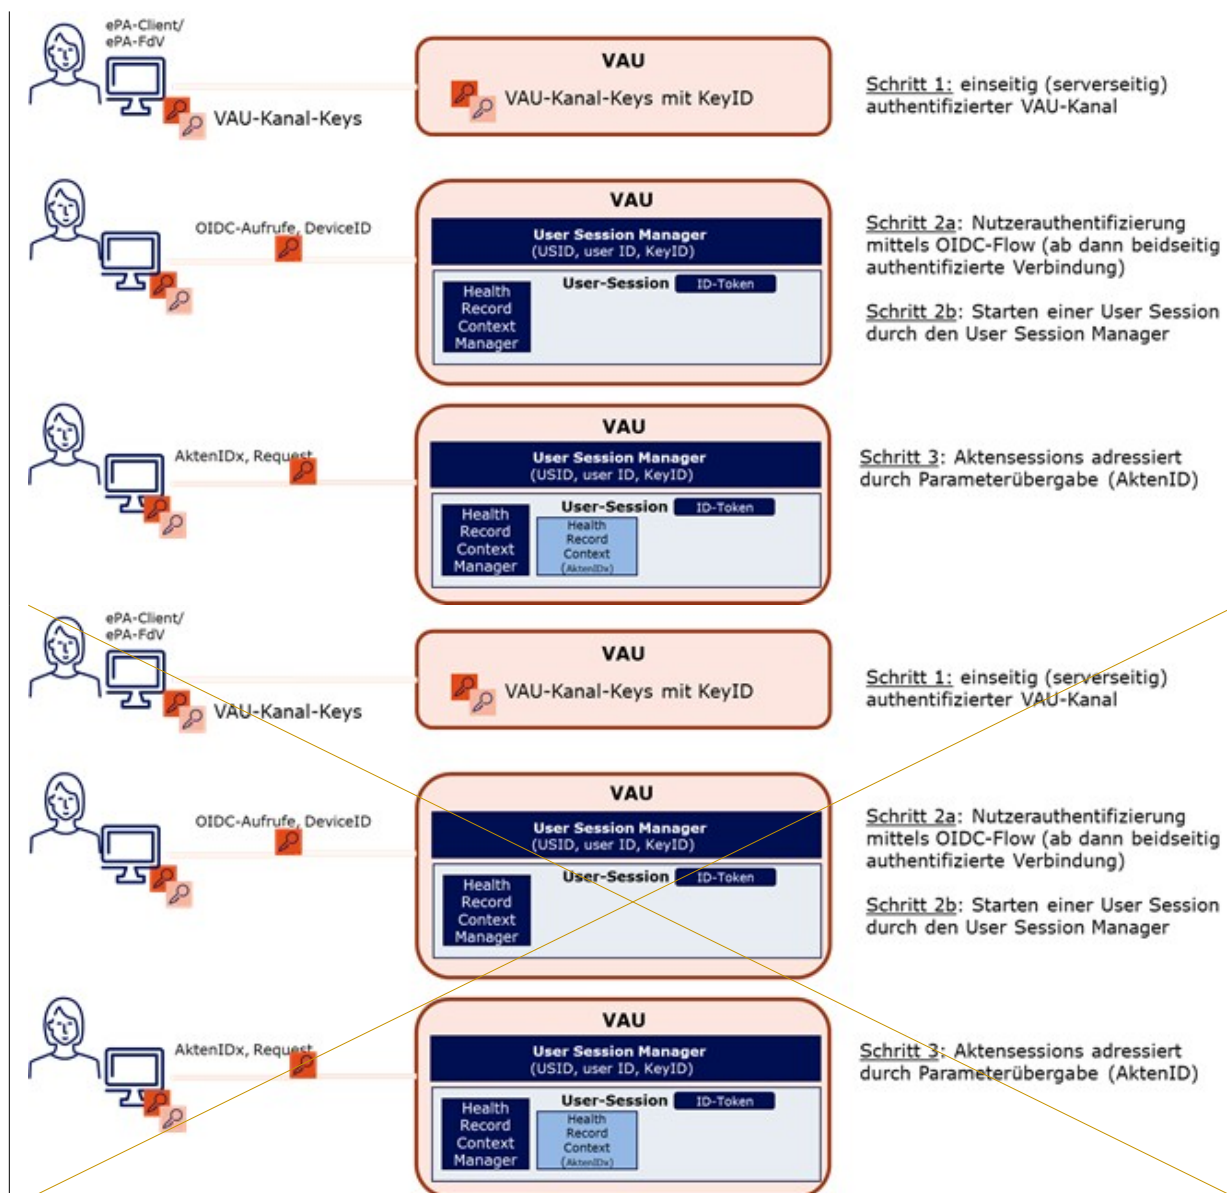 ePA-Client/
ePA-FdV
VAU-Kanal-Keys
VAU
VAU-Kanal-Keys mit KeyID
Schritt 1: einseitig (serverseitig)
authentifizierter VAU-Kanal
OIDC-Aufrufe, DeviceID
VAU
User Session Manager
(USID, user ID, KeyID)
User-Session
ID-Token
Health
Record
Context
Manager
Schritt 2a: Nutzerauthentifizierung
mittels OIDC-Flow (ab dann beidseitig
authentifizierte Verbindung)
Schritt 2b: Starten einer User Session
durch den User Session Manager
AktenIDx, Request
VAU
User Session Manager
(USID, user ID, KeyID)
User-Session
ID-Token
Health
Record
Context
Manager
Health
Record
Context
(AktenIDx)
Schritt 3: Aktensessions adressiert
durch Parameterübergabe (AktenID)
ePA-Client/
ePA-FdV
VAU-Kanal-Keys
VAU
VAU-Kanal-Keys mit KeyID
Schritt 1: einseitig (serverseitig)
authentifizierter VAU-Kanal
OIDC-Aufrufe, DeviceID
VAU
User Session Manager
(USID, user ID, KeyID)
User-Session
ID-Token
Health
Record
Context
Manager
Schritt 2a: Nutzerauthentifizierung
mittels OIDC-Flow (ab dann beidseitig
authentifizierte Verbindung)
Schritt 2b: Starten einer User Session
durch den User Session Manager
AktenIDx, Request
VAU
User Session Manager
(USID, user ID, KeyID)
User-Session
ID-Token
Health
Record
Context
Manager
Health
Record
Context
(AktenIDx)
Schritt 3: Aktensessions adressiert
durch Parameterübergabe (AktenID)